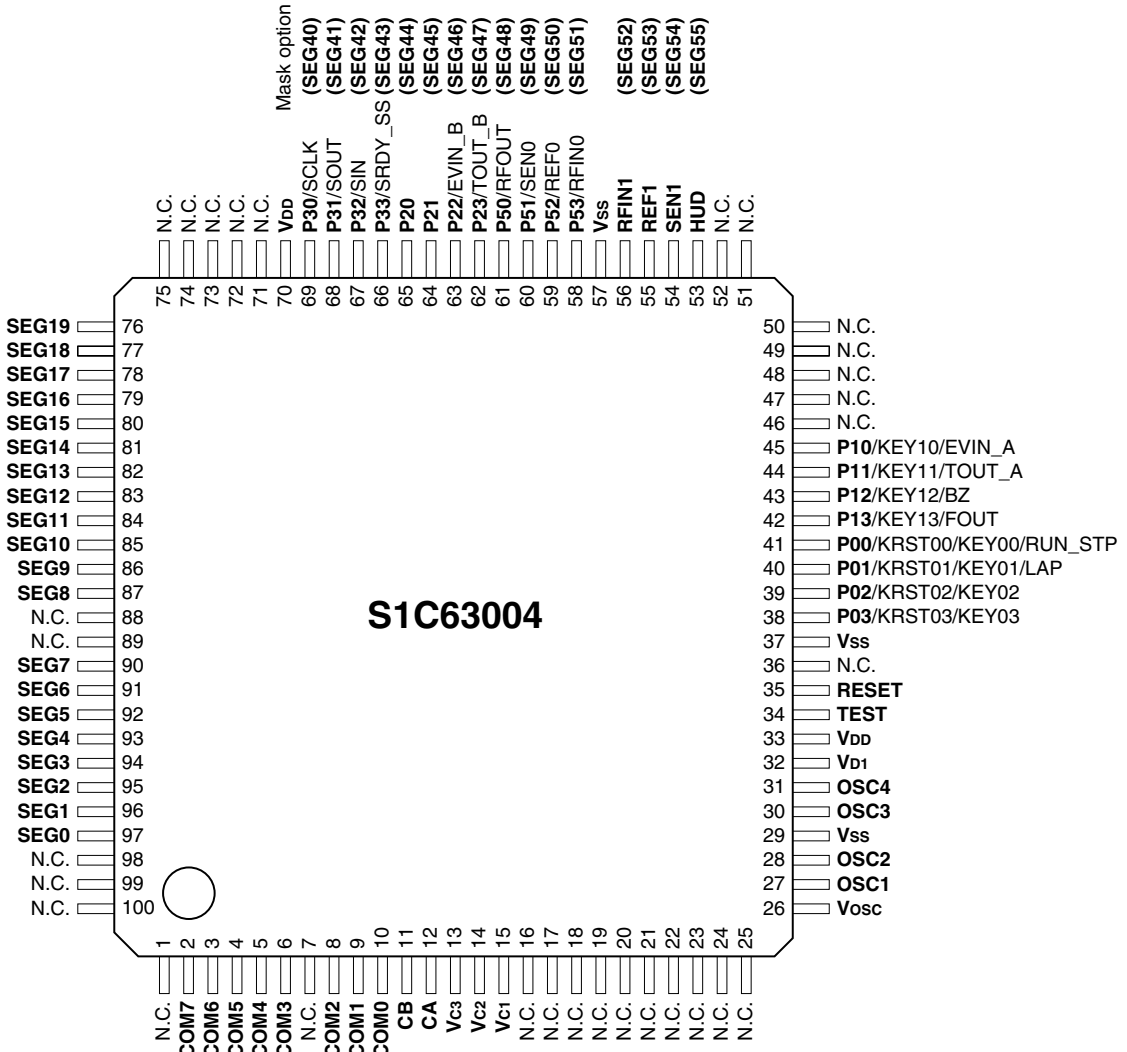 Mask option
(SEG40)
(SEG41)
(SEG42)
(SEG43)
(SEG44)
(SEG45)
(SEG46)
(SEG47)
(SEG48)
(SEG49)
(SEG50)
(SEG51)
(SEG52)
(SEG53)
(SEG54)
(SEG55)
N.C.
N.C.
N.C.
N.C.
N.C.
VDD
P30/SCLK
P31/SOUT
P32/SIN
P33/SRDY_SS
P20
P21
P22/EVIN_B
P23/TOUT_B
P50/RFOUT
P51/SEN0
P52/REF0
P53/RFIN0
VSS
RFIN1
REF1
SEN1
HUD
N.C.
N.C.
75 74 73 72 71 70 69 68 67 66 65 64 63 62 61 60 59 58 57 56 55 54 53 52 51
SEG19 76
SEG18 77
SEG17 78
SEG16 79
SEG15 80
SEG14 81
SEG13 82
SEG12 83
SEG11 84
SEG10 85
SEG9 86
SEG8 87
N.C. 88
N.C. 89
SEG7 90
SEG6 91
SEG5 92
SEG4 93
SEG3 94
SEG2 95
SEG1 96
SEG0 97
N.C. 98
N.C. 99
N.C. 100
S1C63004
50 N.C.
49 N.C.
48 N.C.
47 N.C.
46 N.C.
45 P10/KEY10/EVIN_A
44 P11/KEY11/TOUT_A
43 P12/KEY12/BZ
42 P13/KEY13/FOUT
41 P00/KRST00/KEY00/RUN_STP
40 P01/KRST01/KEY01/LAP
39 P02/KRST02/KEY02
38 P03/KRST03/KEY03
37 VSS
36 N.C.
35 RESET
34 TEST
33 VDD
32 VD1
31 OSC4
30 OSC3
29 VSS
28 OSC2
27 OSC1
26 VOSC
1 2 3 4 5 6 7 8 9 10 11 12 13 14 15 16 17 18 19 20 21 22 23 24 25
N.C.
COM7
COM6
COM5
COM4
COM3
N.C.
COM2
COM1
COM0
CB
CA
VC3
VC2
VC1
N.C.
N.C.
N.C.
N.C.
N.C.
N.C.
N.C.
N.C.
N.C.
N.C.